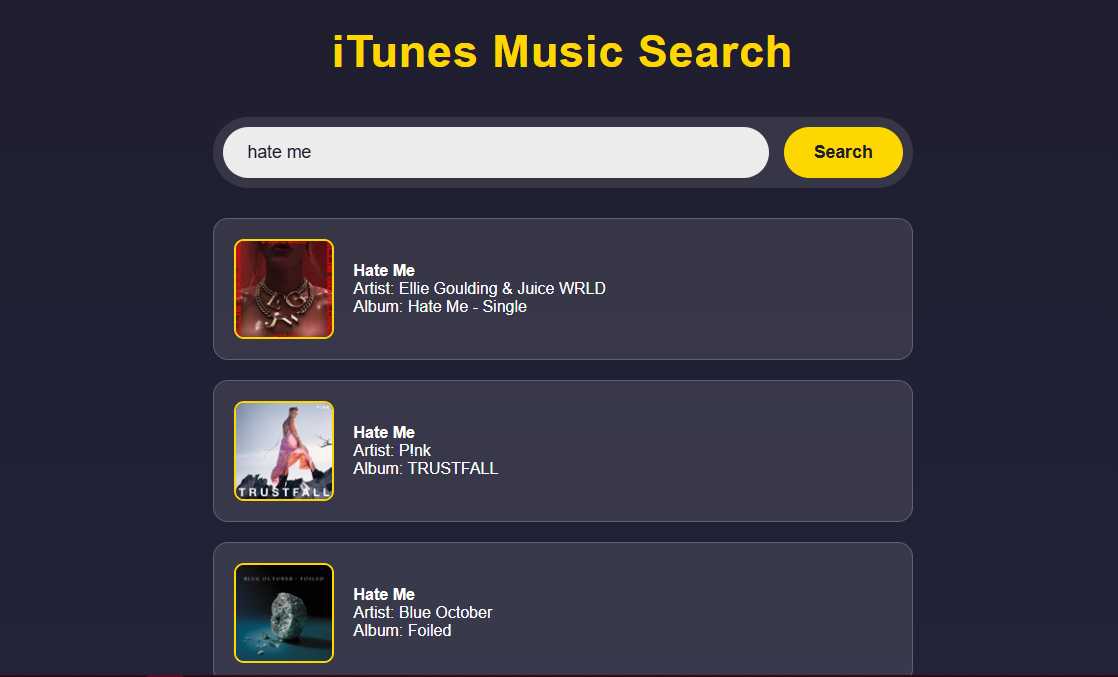 iTunes Music Search
hate me
Search
Hate Me
Artist: Ellie Goulding & Juice WRLD
Album: Hate Me - Single
P!NK
TRUSTFALL
Hate Me
Artist: P!nk
Album: TRUSTFALL
BLUE OCTOBER : FOILED
Hate Me
Artist: Blue October
Album: Foiled